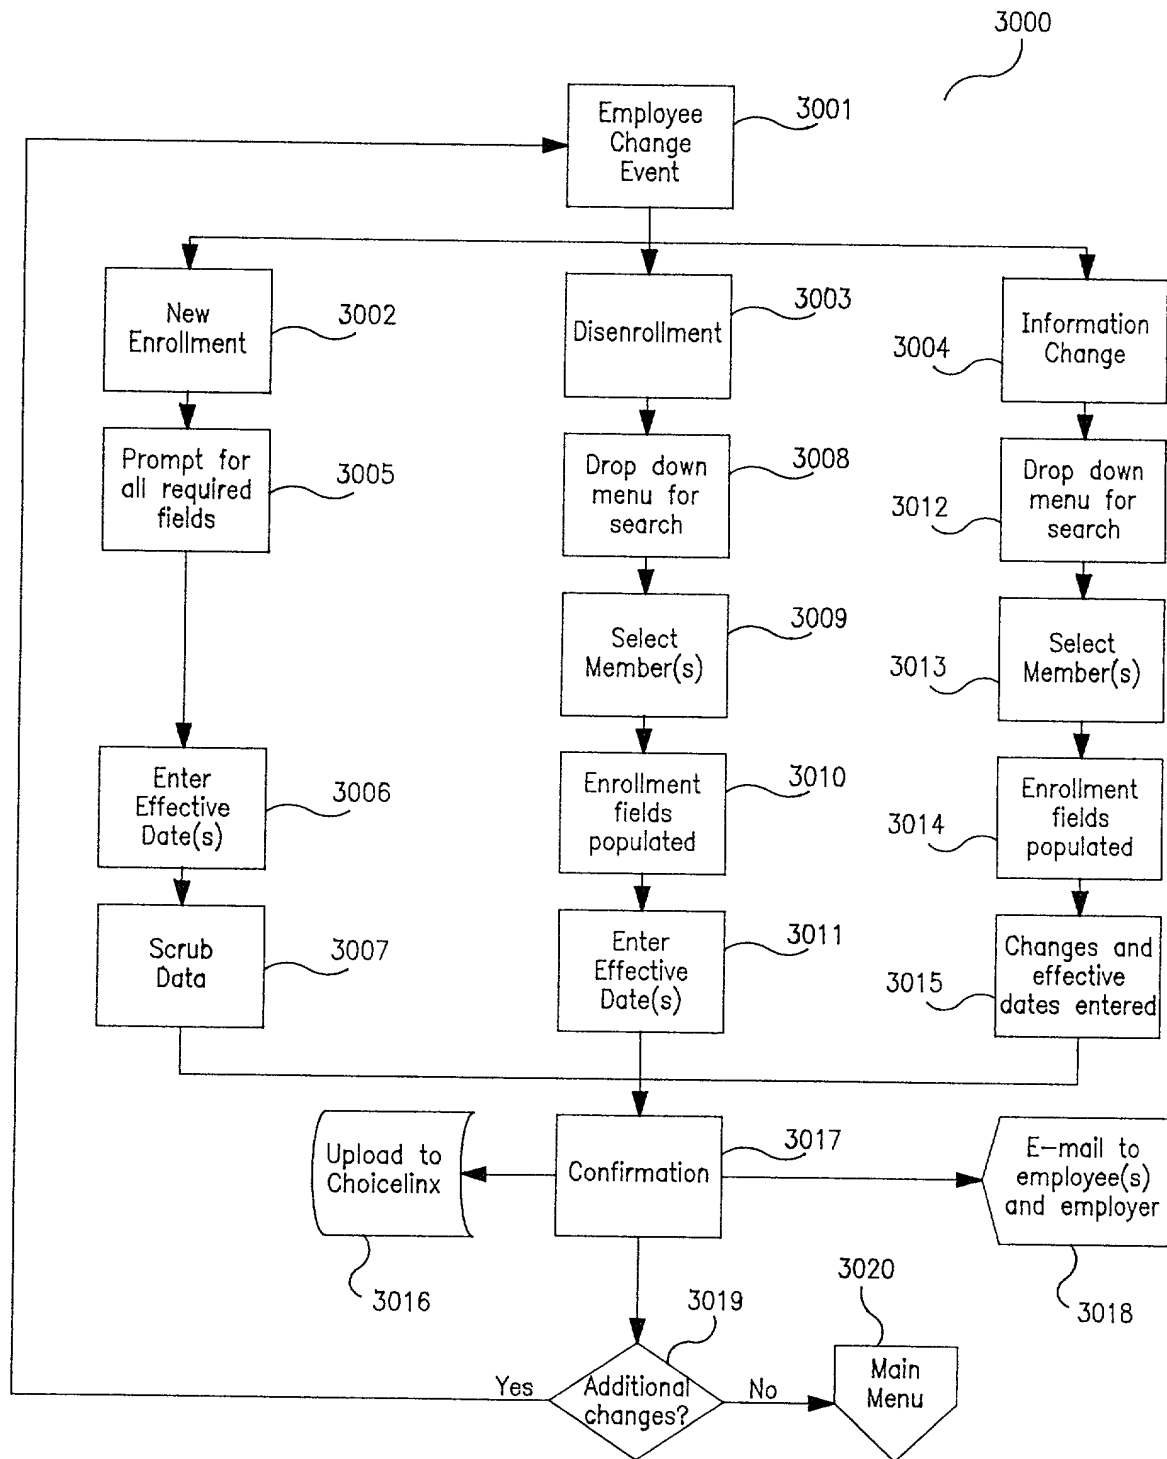 3000
Employee
Change
Event
3001
New
Enrollment
3002
Disenrollment
3003
Information
Change
3004
Prompt for
all required
fields
3005
Drop down
menu for
search
3008
Drop down
menu for
search
3012
Select
Member(s)
3009
Select
Member(s)
3013
Enter
Effective
Date(s)
3006
Enrollment
fields
populated
3010
Enrollment
fields
populated
3014
Scrub
Data
3007
Enter
Effective
Date(s)
3011
Changes and
effective
dates entered
3015
Upload to
Choicelinx
3016
Confirmation
3017
E-mail to
employee(s)
and employer
3018
Additional
changes?
3019
Yes
No
Main
Menu
3020